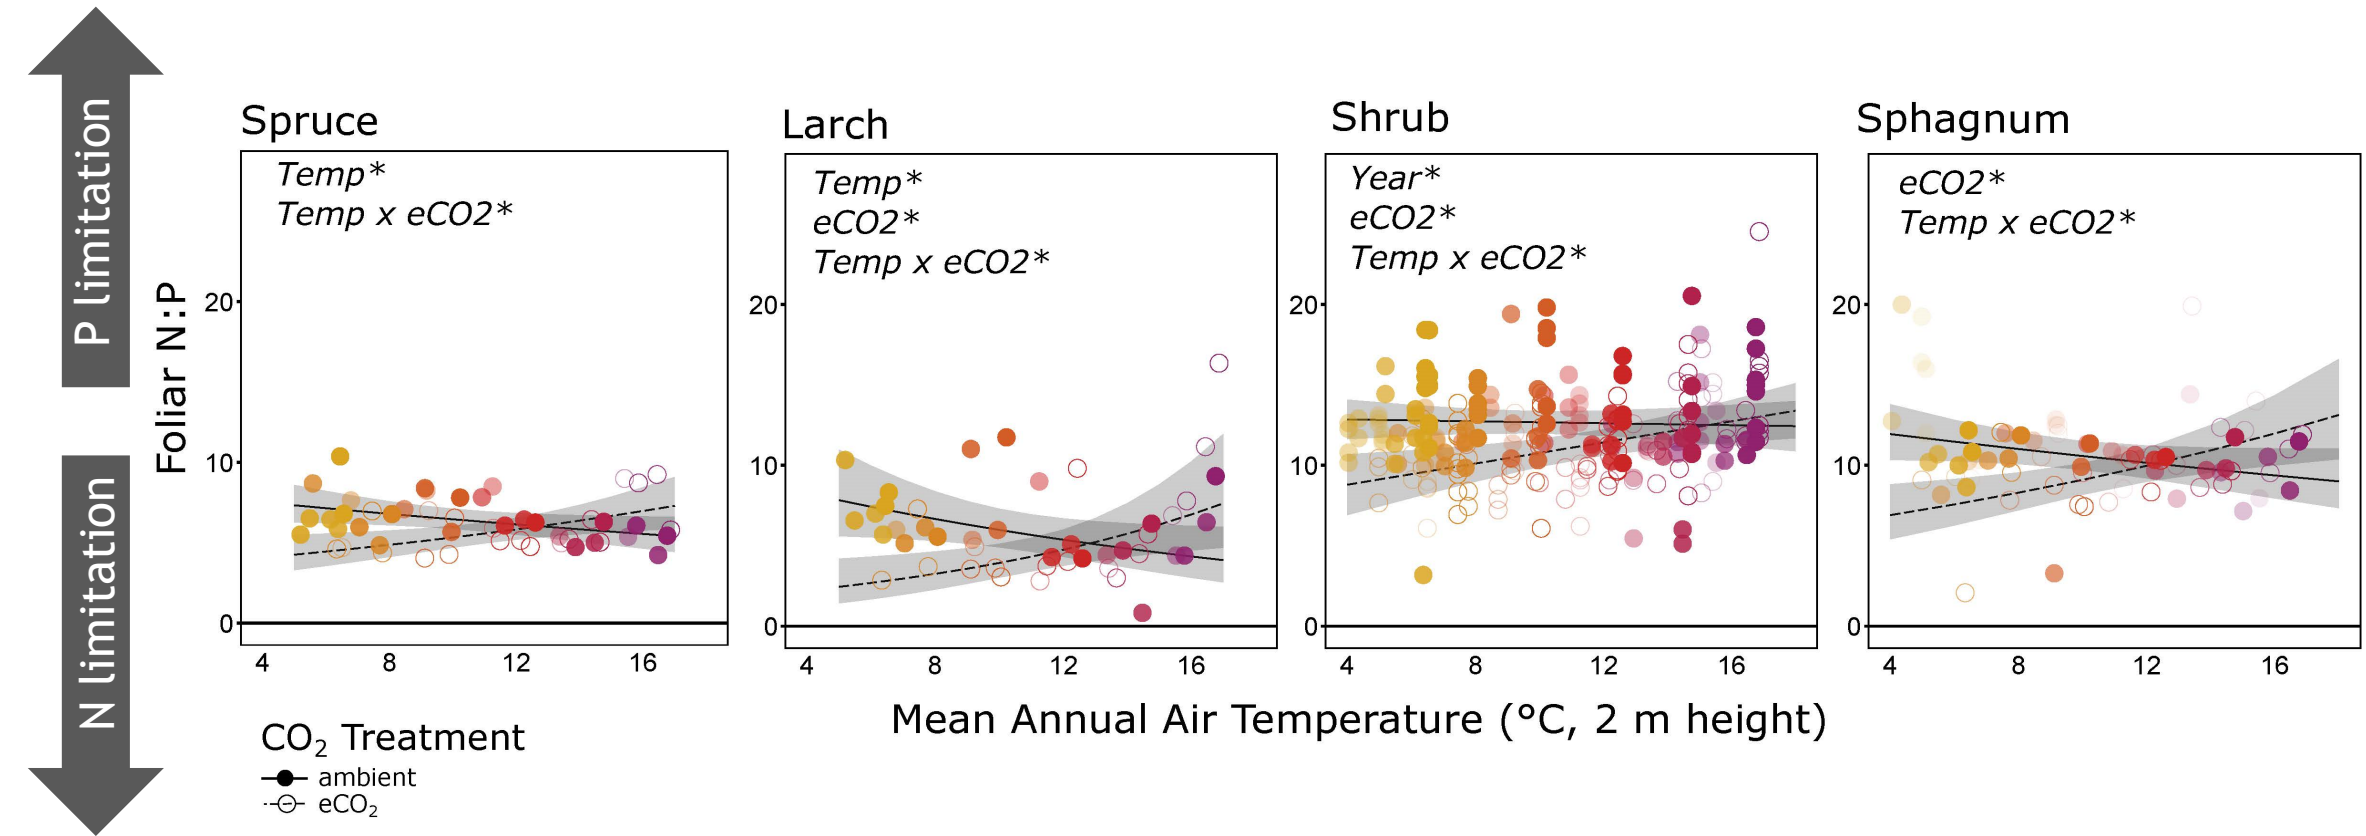 P limitation
N limitation
Foliar N:P
Spruce
Temp*
Temp x eCO2*
20
10
0
4 8 12 16
Larch
Temp*
eCO2*
Temp x eCO2*
20
10
0
4 8 12 16
Shrub
Year*
eCO2*
Temp x eCO2*
20
10
0
4 8 12 16
Sphagnum
eCO2*
Temp x eCO2*
20
10
0
4 8 12 16
Mean Annual Air Temperature (°C, 2 m height)
CO₂ Treatment
ambient
eCO₂